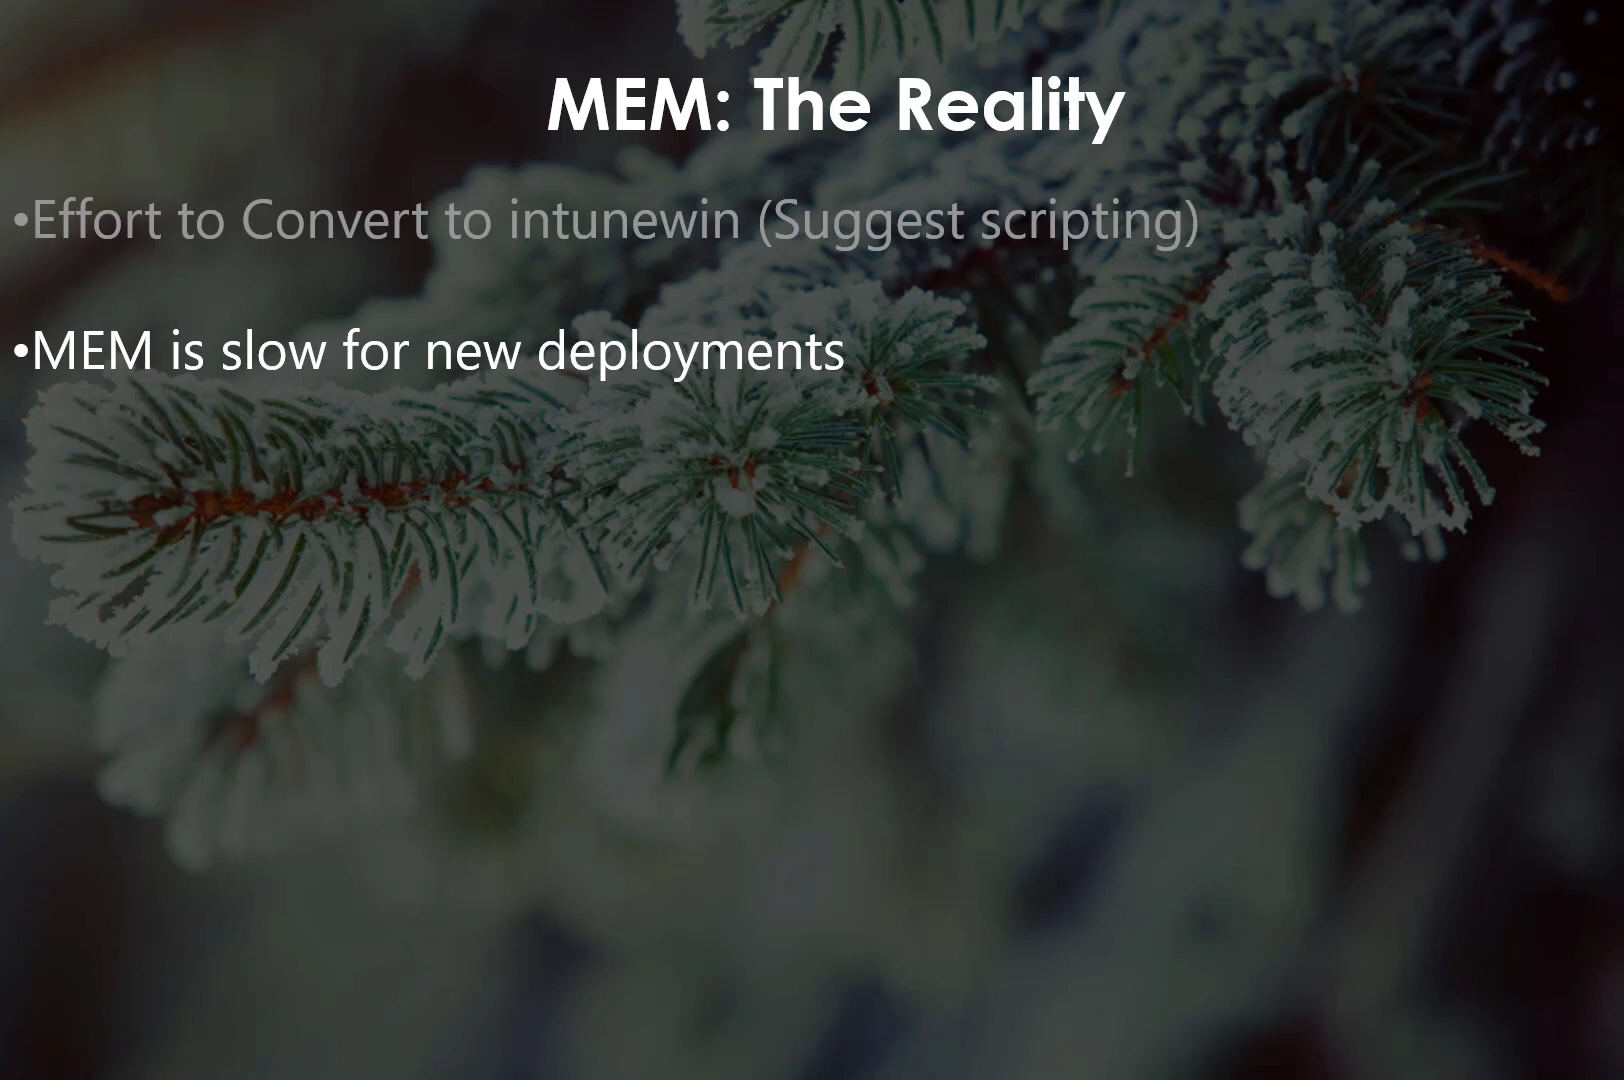 MEM: The Reality
•Effort to Convert to intunewin (Suggest scripting)
•MEM is slow for new deployments